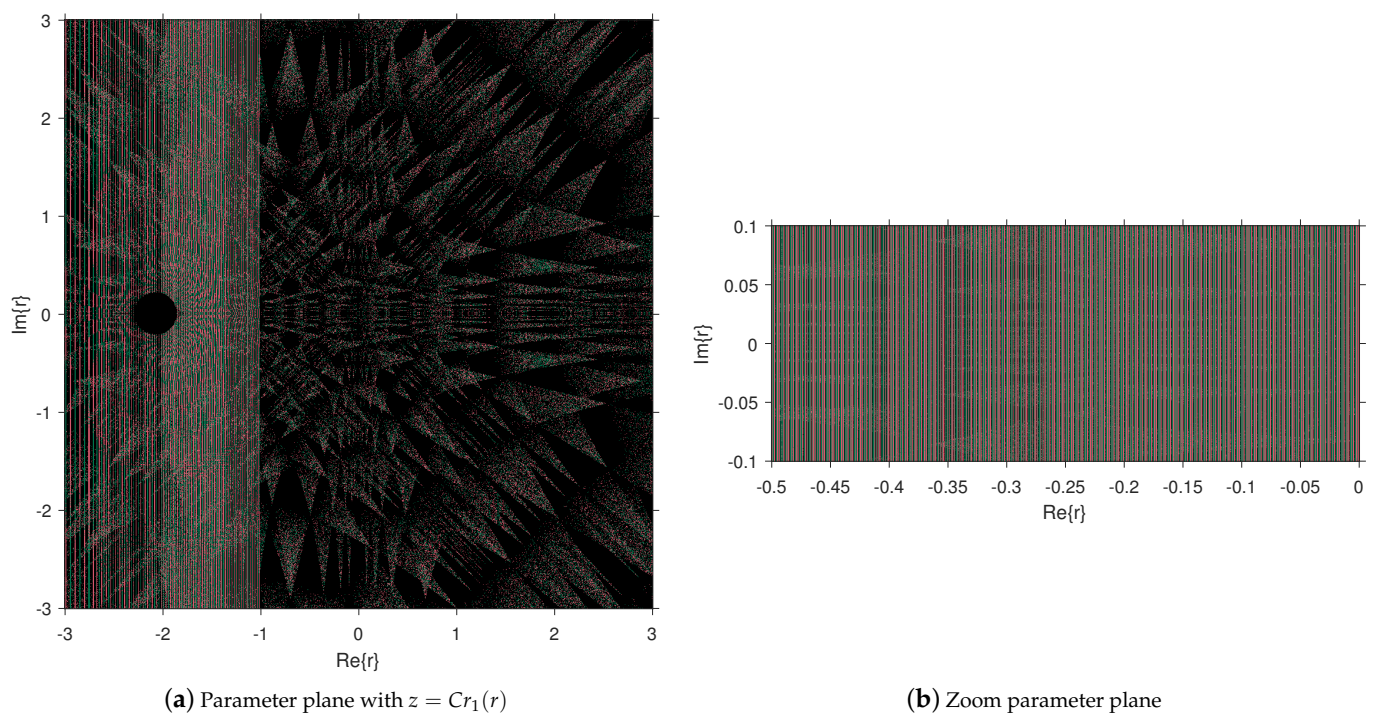 3
2
1
0
-1
-2
-3
Im{r}
-3 -2 -1 0 1 2 3
Re{r}
0.1
0.05
0
-0.05
-0.1
Im{r}
-0.5 -0.45 -0.4 -0.35 -0.3 -0.25 -0.2 -0.15 -0.1 -0.05 0
Re{r}
(a) Parameter plane with z = Cr₁(r)
(b) Zoom parameter plane